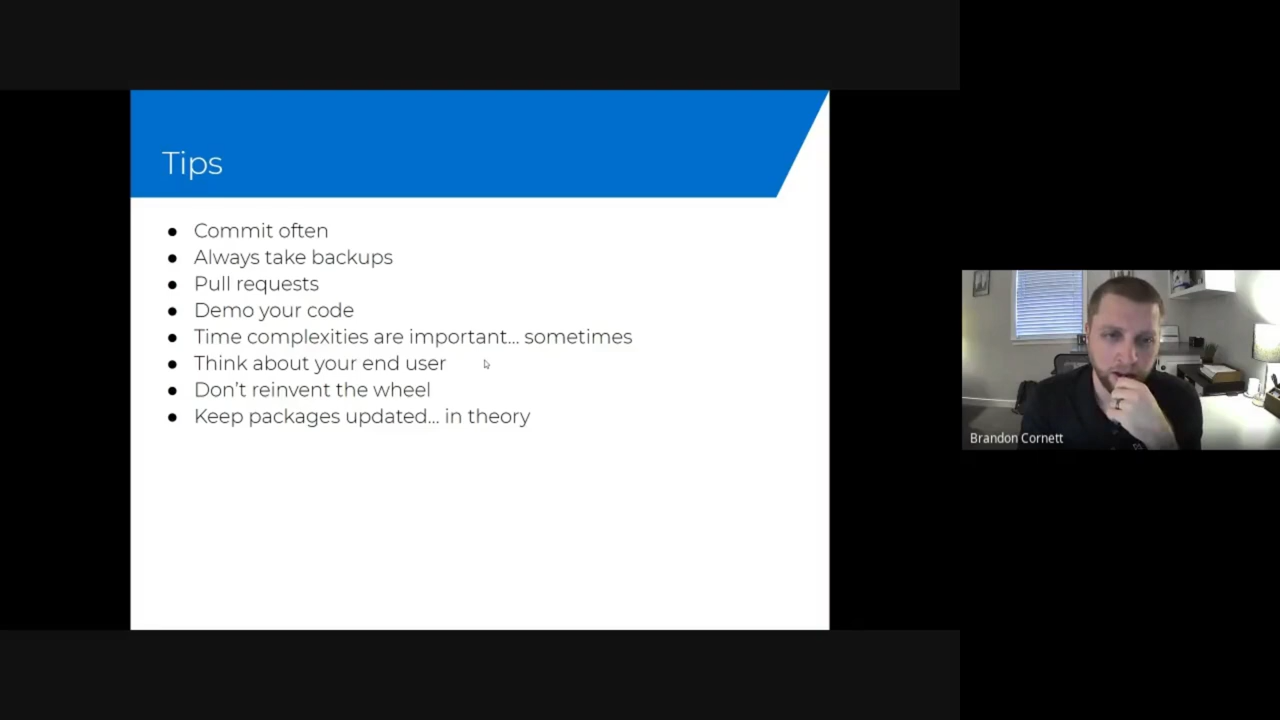 Tips
● Commit often
● Always take backups
● Pull requests
● Demo your code
● Time complexities are important... sometimes
● Think about your end user
● Don’t reinvent the wheel
● Keep packages updated... in theory
Brandon Cornett